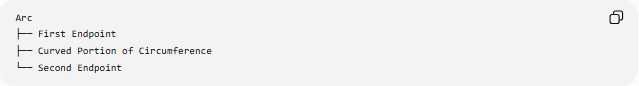 Arc
├── First Endpoint
├── Curved Portion of Circumference
└── Second Endpoint